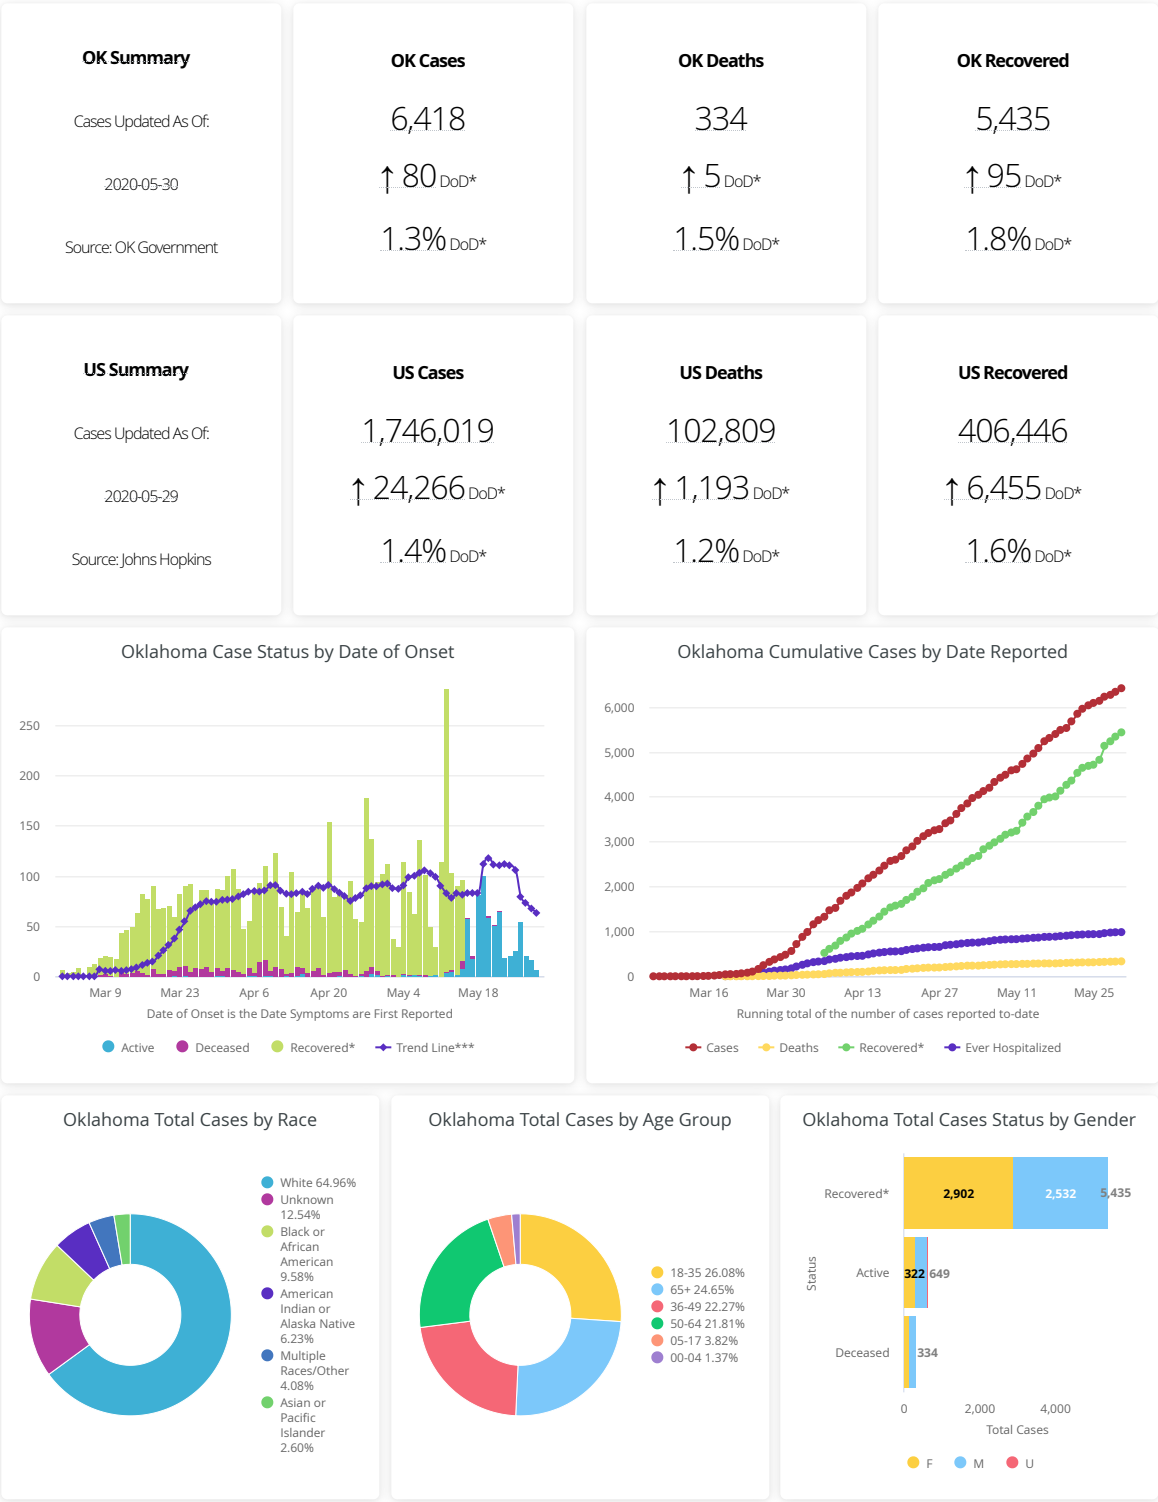 OK Summary
Cases Updated As Of:
2020-05-30
Source: OK Government
OK Cases
6,418
↑ 80 DoD*
1.3% DoD*
OK Deaths
334
↑ 5 DoD*
1.5% DoD*
OK Recovered
5,435
↑ 95 DoD*
1.8% DoD*
US Summary
Cases Updated As Of:
2020-05-29
Source: Johns Hopkins
US Cases
1,746,019
↑ 24,266 DoD*
1.4% DoD*
US Deaths
102,809
↑ 1,193 DoD*
1.2% DoD*
US Recovered
406,446
↑ 6,455 DoD*
1.6% DoD*
Oklahoma Case Status by Date of Onset
250
200
150
100
50
0
Mar 9 Mar 23 Apr 6 Apr 20 May 4 May 18
Date of Onset is the Date Symptoms are First Reported
Active Deceased Recovered* Trend Line***
Oklahoma Cumulative Cases by Date Reported
6,000
5,000
4,000
3,000
2,000
1,000
0
Mar 16 Mar 30 Apr 13 Apr 27 May 11 May 25
Running total of the number of cases reported to-date
Cases Deaths Recovered* Ever Hospitalized
Oklahoma Total Cases by Race
White 64.96%
Unknown
12.54%
Black or
African
American
9.58%
American
Indian or
Alaska Native
6.23%
Multiple
Races/Other
4.08%
Asian or
Pacific
Islander
2.60%
Oklahoma Total Cases by Age Group
18-35 26.08%
65+ 24.65%
36-49 22.27%
50-64 21.81%
05-17 3.82%
00-04 1.37%
Oklahoma Total Cases Status by Gender
Status
Recovered* 2,902 2,532 5,435
Active 322 649
Deceased 334
0 2,000 4,000
Total Cases
F M U